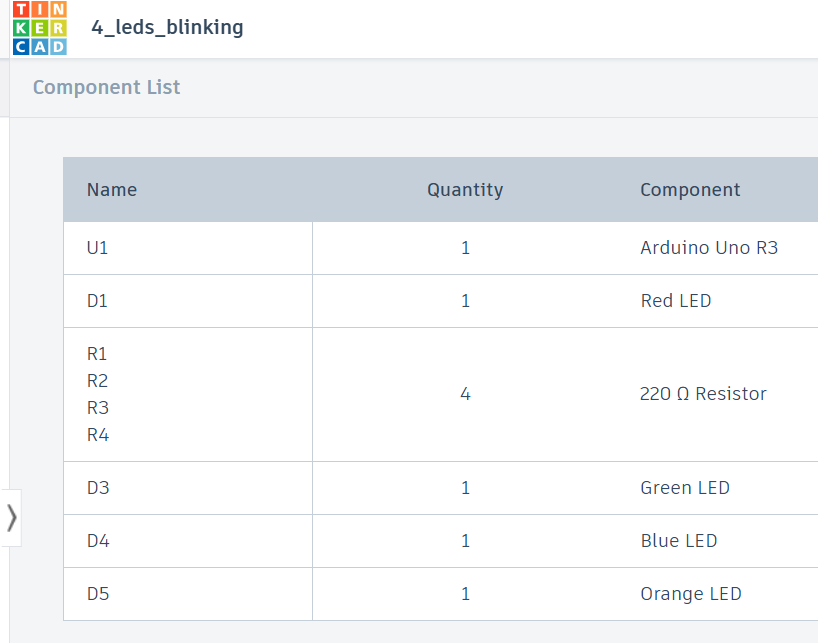 TIN
KER
CAD
4_leds_blinking
Component List
Name Quantity Component
U1 1 Arduino Uno R3
D1 1 Red LED
R1
R2
R3
R4
4 220 Ω Resistor
D3 1 Green LED
D4 1 Blue LED
D5 1 Orange LED